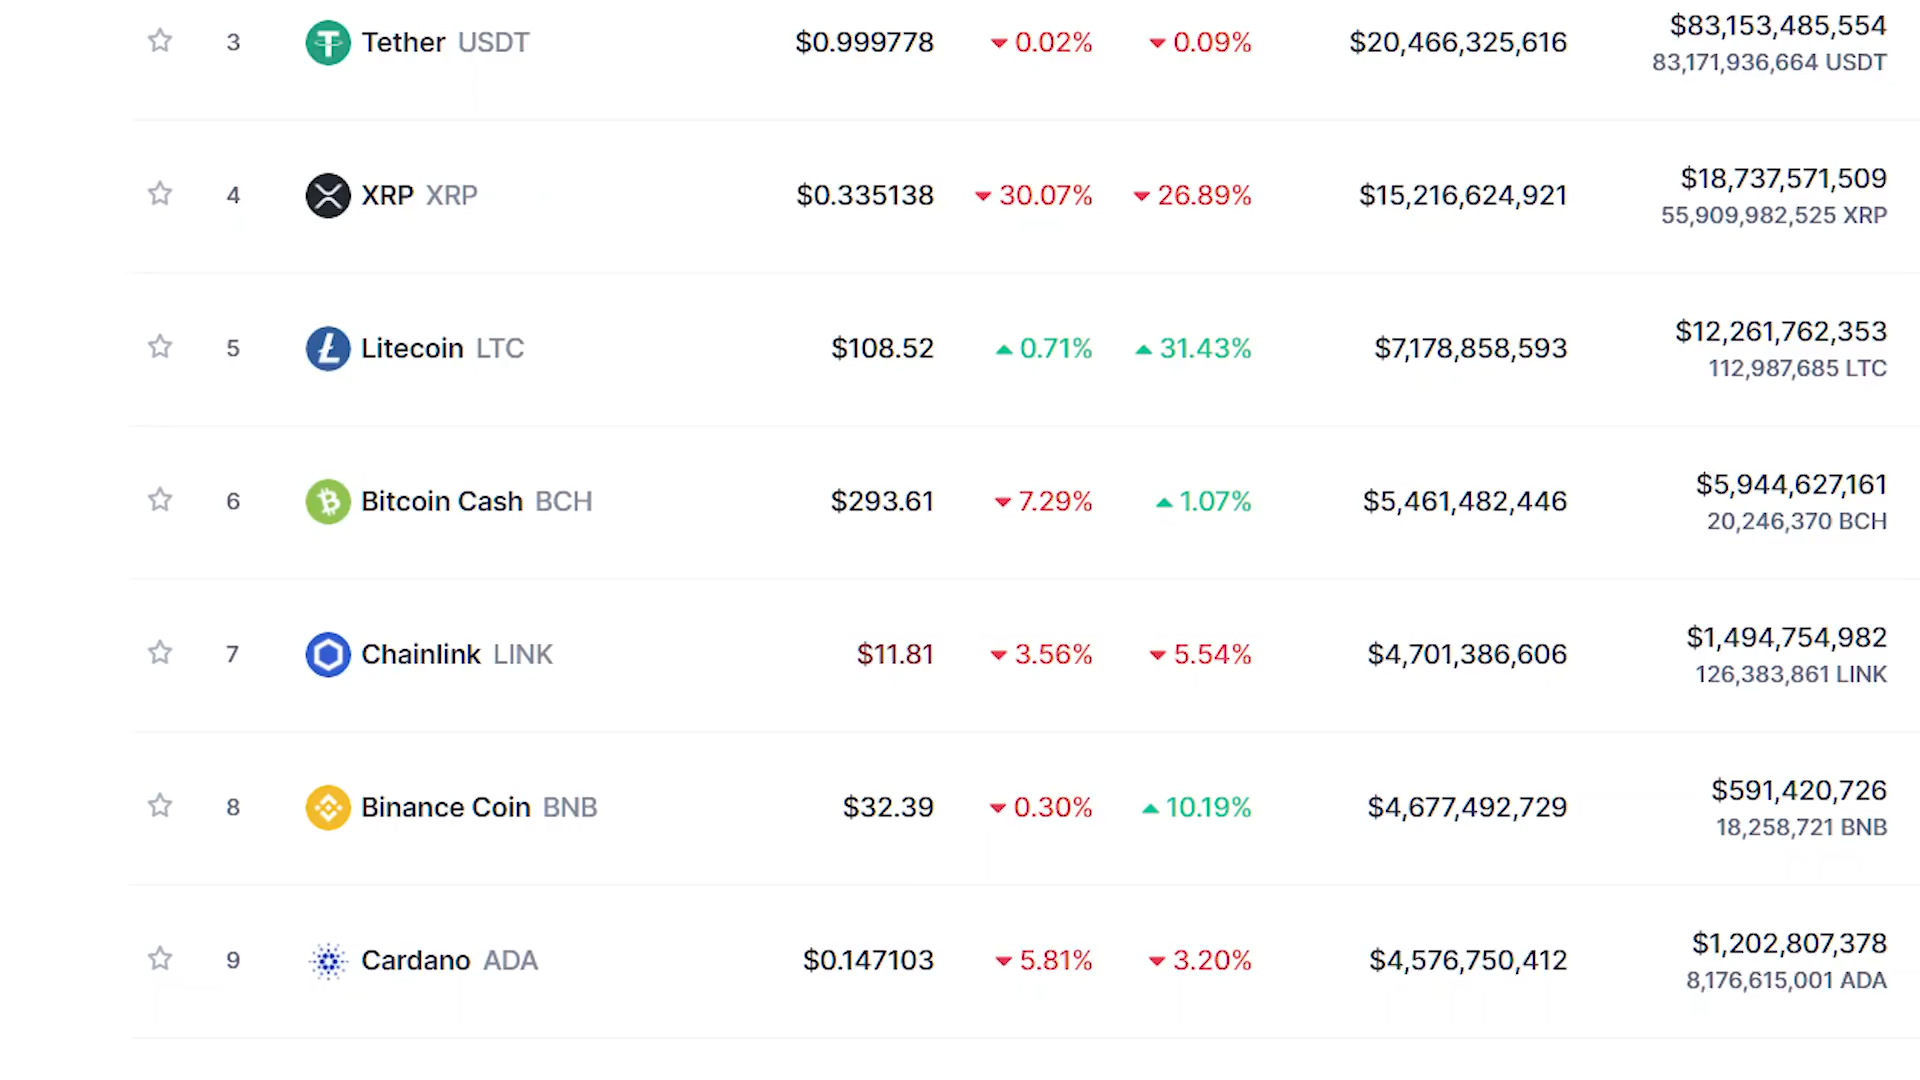 3 Tether USDT $0.999778 0.02% 0.09% $20,466,325,616 $83,153,485,554
83,171,936,664 USDT
4 XRP XRP $0.335138 30.07% 26.89% $15,216,624,921 $18,737,571,509
55,909,982,525 XRP
5 Litecoin LTC $108.52 0.71% 31.43% $7,178,858,593 $12,261,762,353
112,987,685 LTC
6 Bitcoin Cash BCH $293.61 7.29% 1.07% $5,461,482,446 $5,944,627,161
20,246,370 BCH
7 Chainlink LINK $11.81 3.56% 5.54% $4,701,386,606 $1,494,754,982
126,383,861 LINK
8 Binance Coin BNB $32.39 0.30% 10.19% $4,677,492,729 $591,420,726
18,258,721 BNB
9 Cardano ADA $0.147103 5.81% 3.20% $4,576,750,412 $1,202,807,378
8,176,615,001 ADA